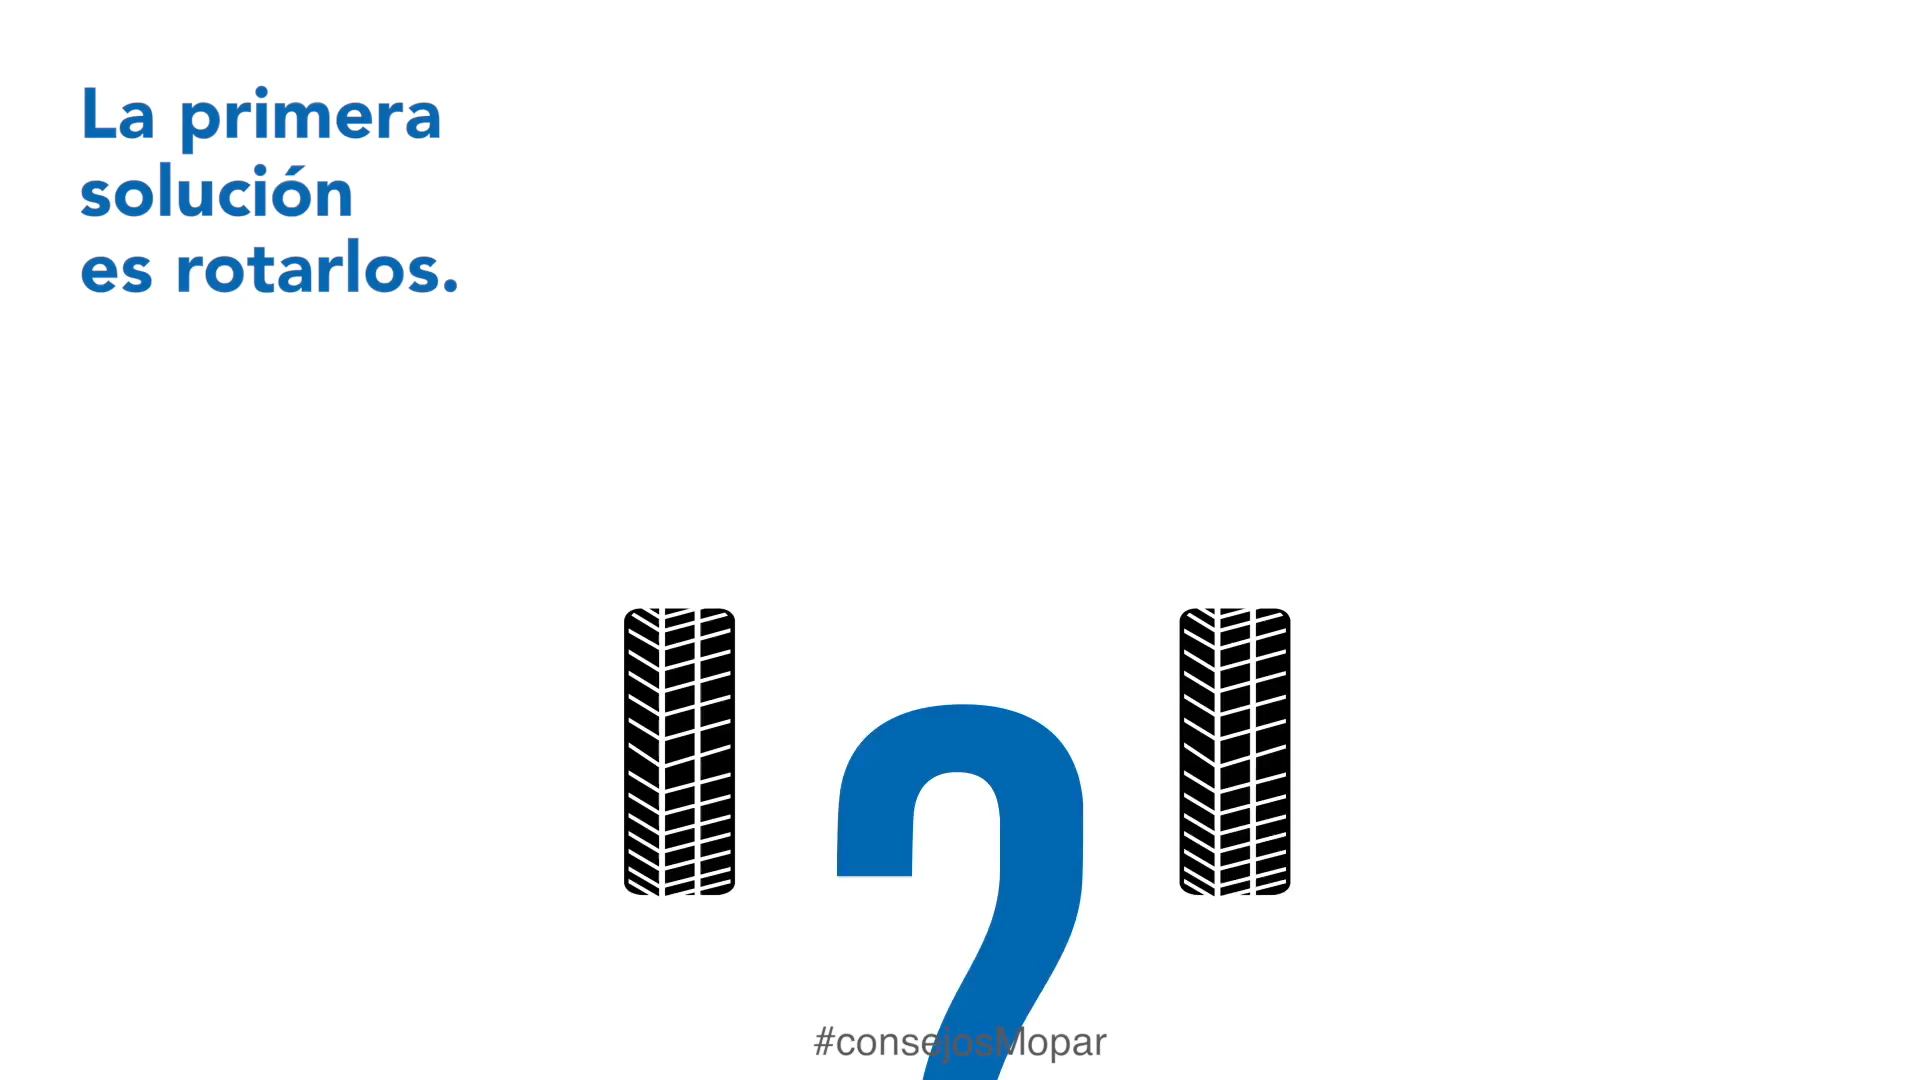 La primera
solución
es rotarlos.
?
#consejosMopar